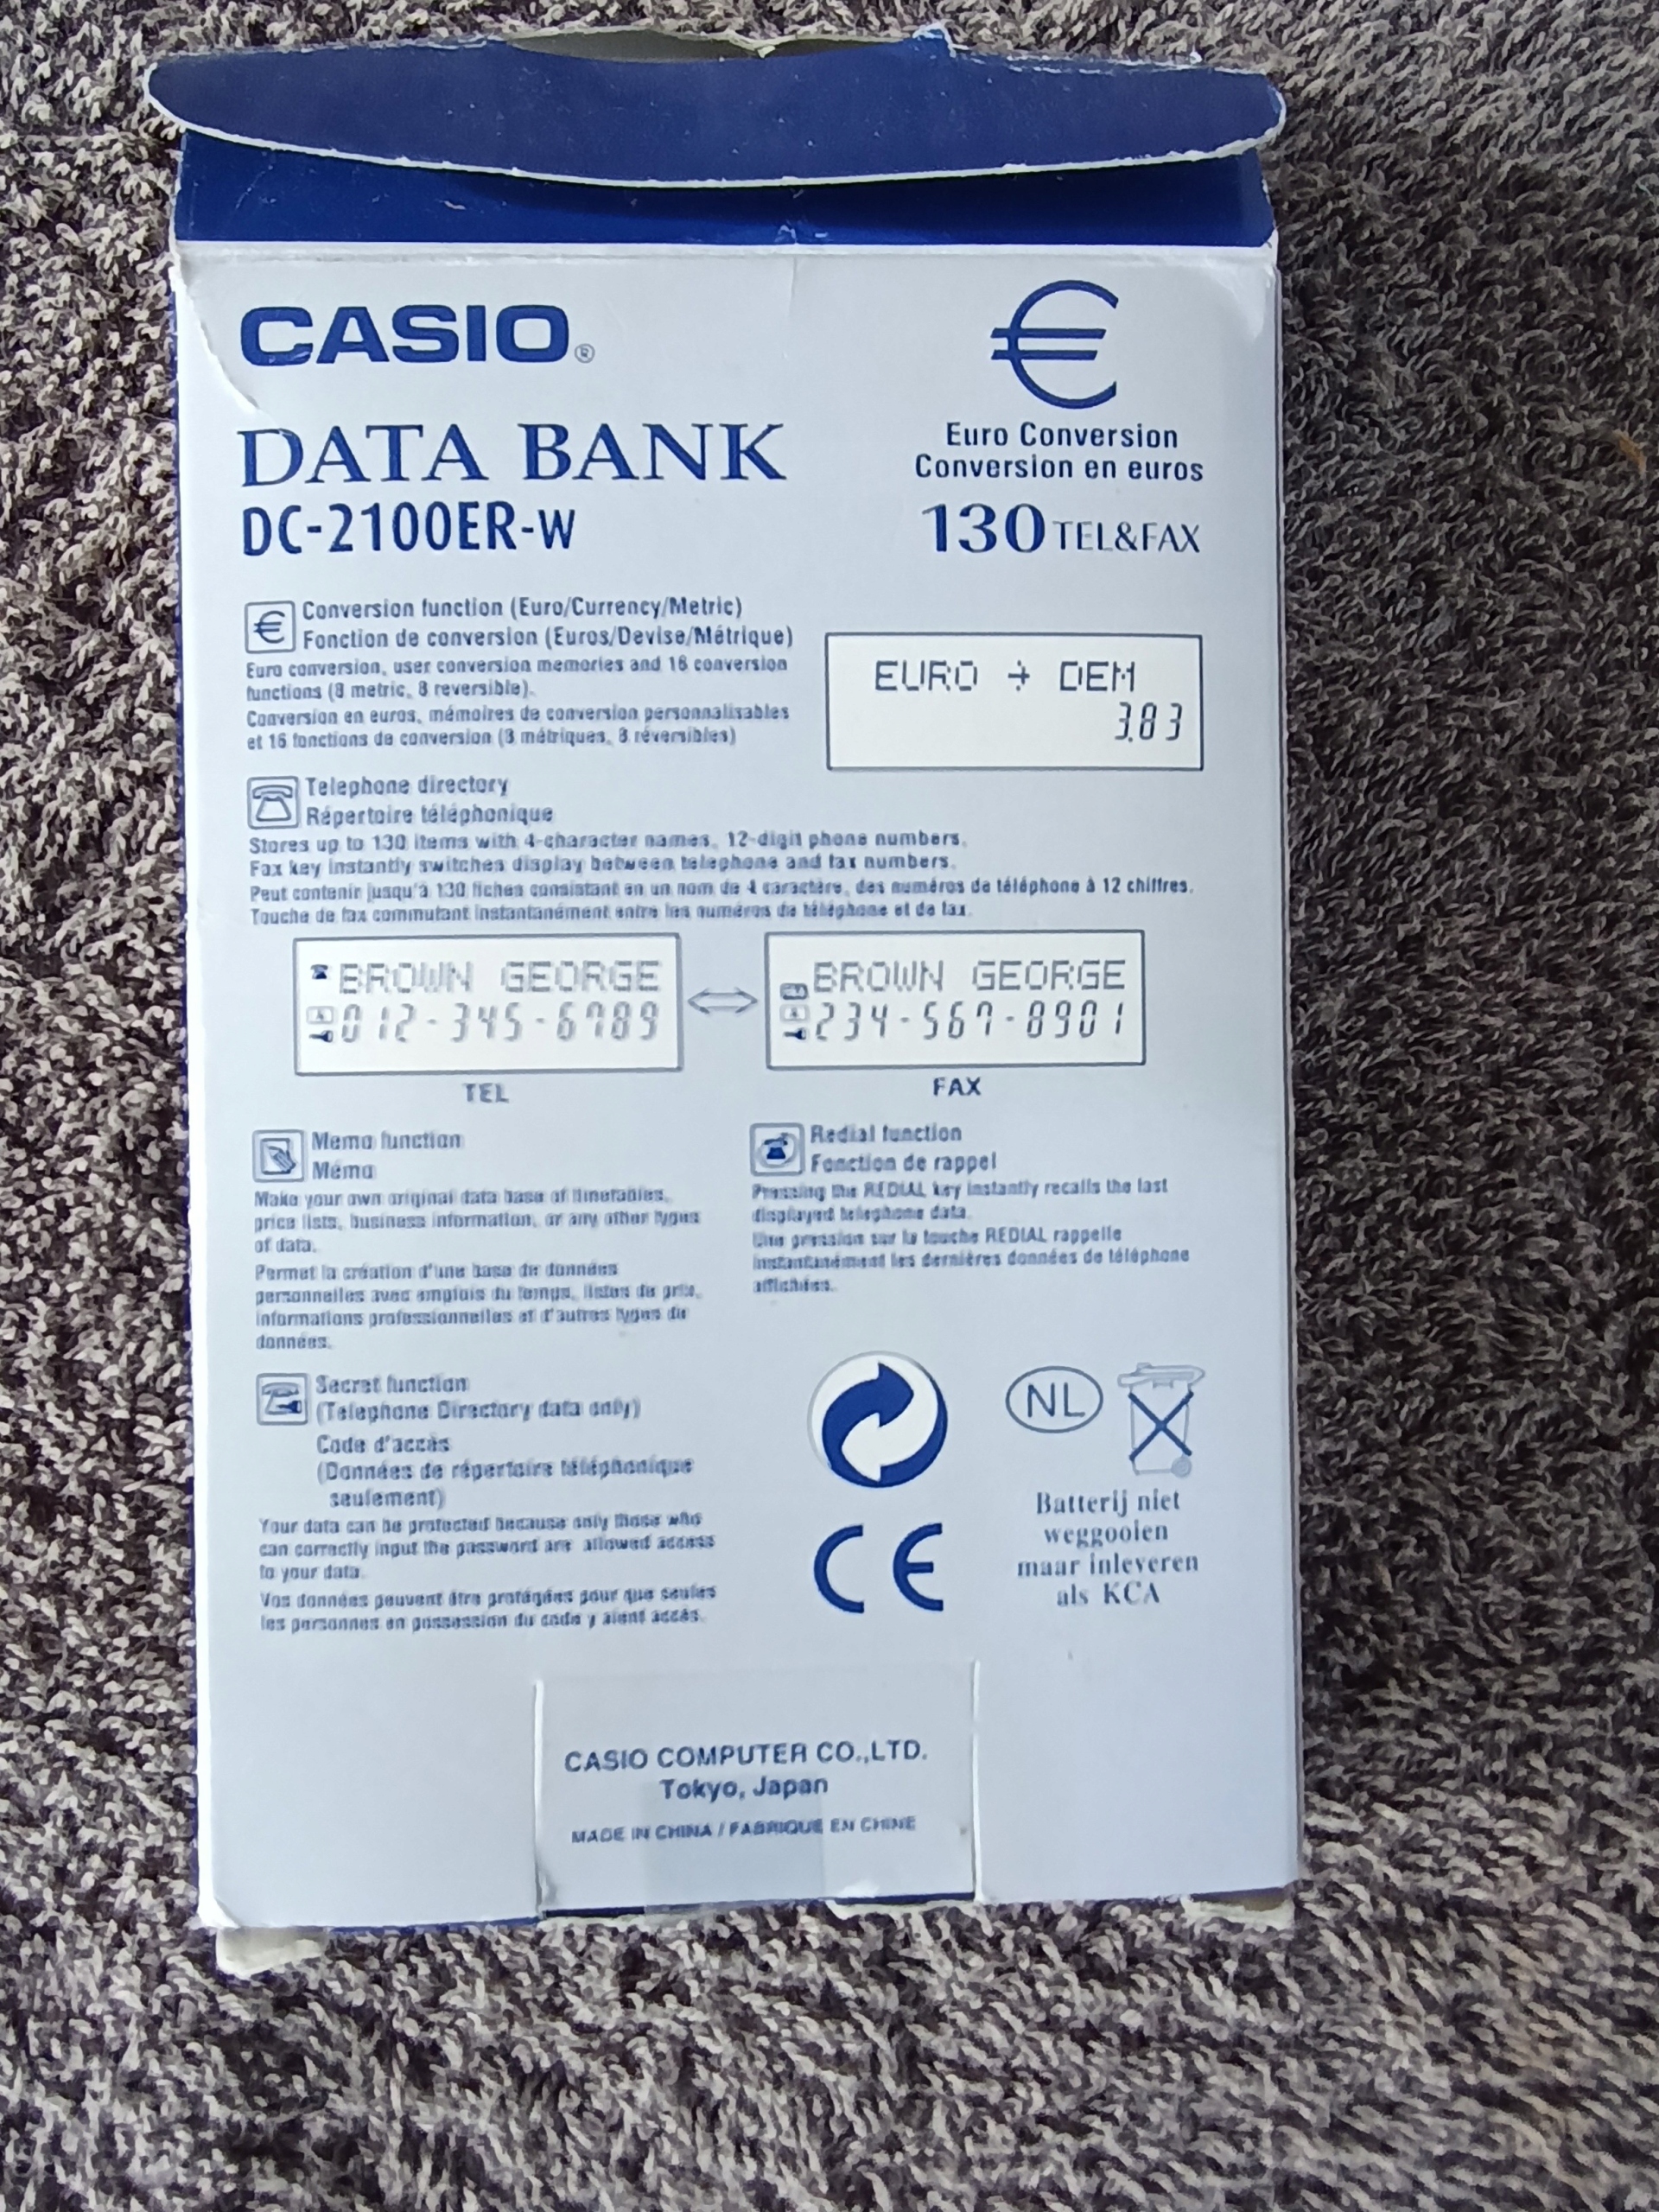 CASIO®
DATA BANK
DC-2100ER-W
€
Euro Conversion
Conversion en euros
130 TEL&FAX
€ Conversion function (Euro/Currency/Metric)
Fonction de conversion (Euros/Devise/Métrique)
Euro conversion, user conversion memories and 16 conversion
functions (8 metric, 8 reversible).
Conversion en euros, mémoires de conversion personnalisables
et 16 fonctions de conversion (8 métriques, 8 réversibles)
EURO → DEM
3.83
Telephone directory
Répertoire téléphonique
Stores up to 130 items with 4-character names, 12-digit phone numbers.
Fax key instantly switches display between telephone and fax numbers.
Peut contenir jusqu'à 130 fiches consistant en un nom de 4 caractère, des numéros de téléphone à 12 chiffres.
Touche de fax commutant instantanément entre les numéros de téléphone et de fax.
BROWN GEORGE
012-345-6789
TEL
BROWN GEORGE
234-567-8901
FAX
Memo function
Mémo
Make your own original data base of timetables,
price lists, business information, or any other types
of data.
Permet la création d'une base de données
personnelles avec emplois du temps, listes de prix,
informations professionnelles et d'autres types de
données.
Redial function
Fonction de rappel
Pressing the REDIAL key instantly recalls the last
displayed telephone data.
Une pression sur la touche REDIAL rappelle
instantanément les dernières données de téléphone
affichées.
Secret function
(Telephone Directory data only)
Code d'accès
(Données de répertoire téléphonique
seulement)
Your data can be protected because only those who
can correctly input the password are allowed access
to your data.
Vos données peuvent être protégées pour que seules
les personnes en possession du code y aient accès.
CE
NL
Batterij niet
weggooien
maar inleveren
als KCA
CASIO COMPUTER CO.,LTD.
Tokyo, Japan
MADE IN CHINA / FABRIQUE EN CHINE